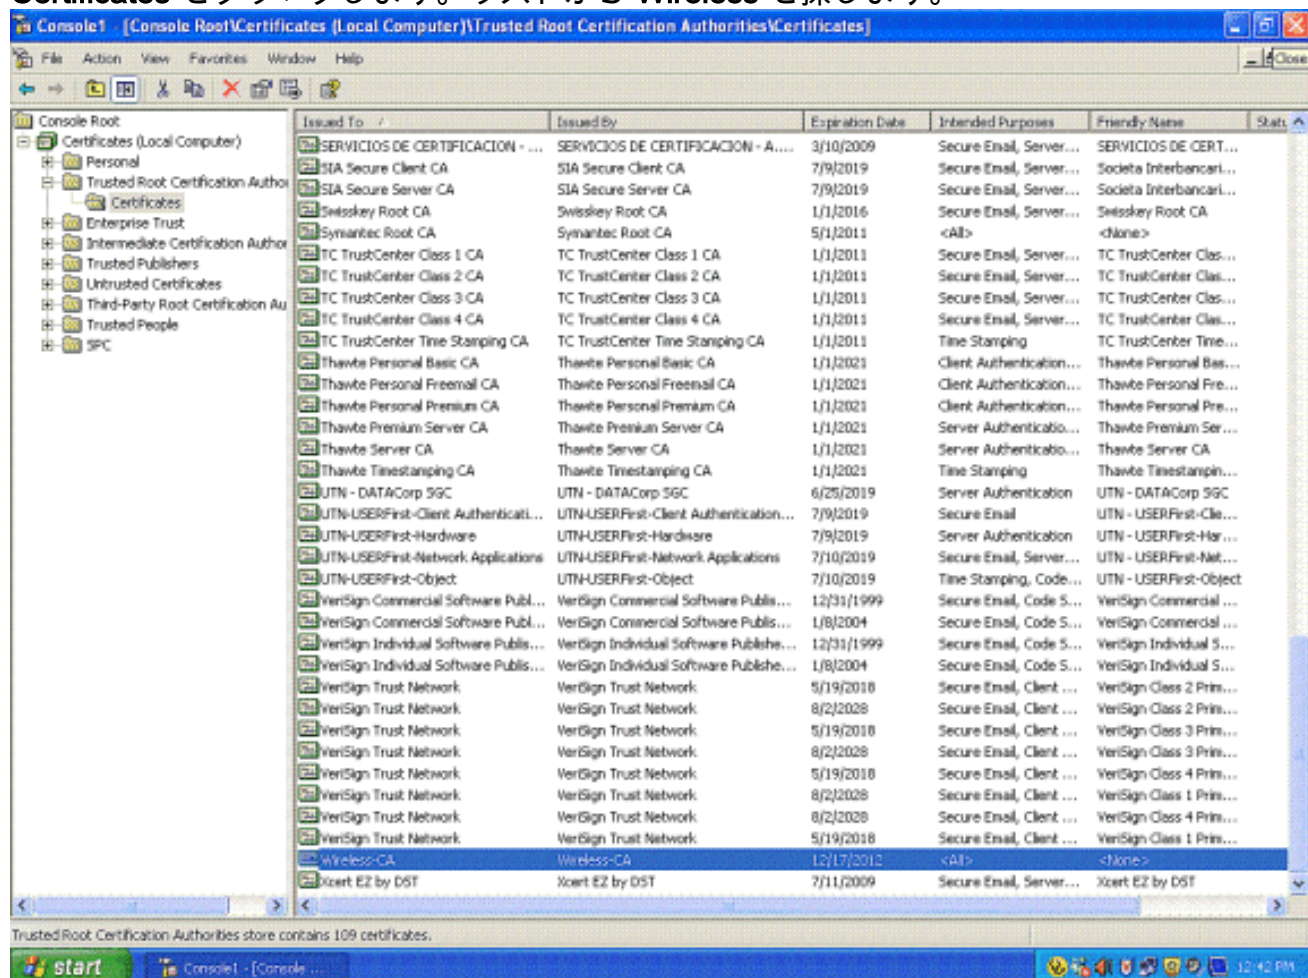 Certificates をクリックします。リストから Wireless を探します。
Console1 - [Console Root\Certificates (Local Computer)\Trusted Root Certification Authorities\Certificates]
File Action View Favorites Window Help
Close
Console Root
Certificates (Local Computer)
Personal
Trusted Root Certification Author
Certificates
Enterprise Trust
Intermediate Certification Author
Trusted Publishers
Untrusted Certificates
Third-Party Root Certification Au
Trusted People
SPC
Issued To Issued By Expiration Date Intended Purposes Friendly Name Statu
SERVICIOS DE CERTIFICACION - ... SERVICIOS DE CERTIFICACION - A.... 3/10/2009 Secure Email, Server... SERVICIOS DE CERT...
SIA Secure Client CA SIA Secure Client CA 7/9/2019 Secure Email, Server... Societa Interbancari...
SIA Secure Server CA SIA Secure Server CA 7/9/2019 Secure Email, Server... Societa Interbancari...
Swisskey Root CA Swisskey Root CA 1/1/2016 Secure Email, Server... Swisskey Root CA
Symantec Root CA Symantec Root CA 5/1/2011 <All> <None>
TC TrustCenter Class 1 CA TC TrustCenter Class 1 CA 1/1/2011 Secure Email, Server... TC TrustCenter Clas...
TC TrustCenter Class 2 CA TC TrustCenter Class 2 CA 1/1/2011 Secure Email, Server... TC TrustCenter Clas...
TC TrustCenter Class 3 CA TC TrustCenter Class 3 CA 1/1/2011 Secure Email, Server... TC TrustCenter Clas...
TC TrustCenter Class 4 CA TC TrustCenter Class 4 CA 1/1/2011 Secure Email, Server... TC TrustCenter Clas...
TC TrustCenter Time Stamping CA TC TrustCenter Time Stamping CA 1/1/2011 Time Stamping TC TrustCenter Time...
Thawte Personal Basic CA Thawte Personal Basic CA 1/1/2021 Client Authentication... Thawte Personal Bas...
Thawte Personal Freemail CA Thawte Personal Freemail CA 1/1/2021 Client Authentication... Thawte Personal Fre...
Thawte Personal Premium CA Thawte Personal Premium CA 1/1/2021 Client Authentication... Thawte Personal Pre...
Thawte Premium Server CA Thawte Premium Server CA 1/1/2021 Server Authenticatio... Thawte Premium Ser...
Thawte Server CA Thawte Server CA 1/1/2021 Server Authenticatio... Thawte Server CA
Thawte Timestamping CA Thawte Timestamping CA 1/1/2021 Time Stamping Thawte Timestampin...
UTN - DATACorp SGC UTN - DATACorp SGC 6/25/2019 Server Authentication UTN - DATACorp SGC
UTN-USERFirst-Client Authenticati... UTN-USERFirst-Client Authentication... 7/9/2019 Secure Email UTN - USERFirst-Clie...
UTN-USERFirst-Hardware UTN-USERFirst-Hardware 7/9/2019 Server Authentication UTN - USERFirst-Har...
UTN-USERFirst-Network Applications UTN-USERFirst-Network Applications 7/10/2019 Secure Email, Server... UTN - USERFirst-Net...
UTN-USERFirst-Object UTN-USERFirst-Object 7/10/2019 Time Stamping, Code... UTN - USERFirst-Object
VeriSign Commercial Software Publ... VeriSign Commercial Software Publis... 12/31/1999 Secure Email, Code S... VeriSign Commercial ...
VeriSign Commercial Software Publ... VeriSign Commercial Software Publis... 1/8/2004 Secure Email, Code S... VeriSign Commercial ...
VeriSign Individual Software Publis... VeriSign Individual Software Publishe... 12/31/1999 Secure Email, Code S... VeriSign Individual S...
VeriSign Individual Software Publis... VeriSign Individual Software Publishe... 1/8/2004 Secure Email, Code S... VeriSign Individual S...
VeriSign Trust Network VeriSign Trust Network 5/19/2018 Secure Email, Client ... VeriSign Class 2 Prim...
VeriSign Trust Network VeriSign Trust Network 8/2/2028 Secure Email, Client ... VeriSign Class 2 Prim...
VeriSign Trust Network VeriSign Trust Network 5/19/2018 Secure Email, Client ... VeriSign Class 3 Prim...
VeriSign Trust Network VeriSign Trust Network 8/2/2028 Secure Email, Client ... VeriSign Class 3 Prim...
VeriSign Trust Network VeriSign Trust Network 5/19/2018 Secure Email, Client ... VeriSign Class 4 Prim...
VeriSign Trust Network VeriSign Trust Network 8/2/2028 Secure Email, Client ... VeriSign Class 1 Prim...
VeriSign Trust Network VeriSign Trust Network 8/2/2028 Secure Email, Client ... VeriSign Class 4 Prim...
VeriSign Trust Network VeriSign Trust Network 5/19/2018 Secure Email, Client ... VeriSign Class 1 Prim...
Wireless-CA Wireless-CA 12/17/2012 <All> <None>
Xcert EZ by DST Xcert EZ by DST 7/11/2009 Secure Email, Server... Xcert EZ by DST
Trusted Root Certification Authorities store contains 109 certificates.
start Console1 - [Console ... 12:42 PM